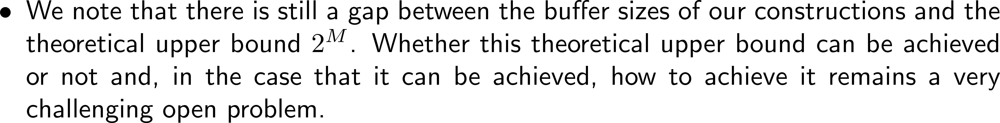 • We note that there is still a gap between the buffer sizes of our constructions and the
theoretical upper bound $2^M$. Whether this theoretical upper bound can be achieved
or not and, in the case that it can be achieved, how to achieve it remains a very
challenging open problem.